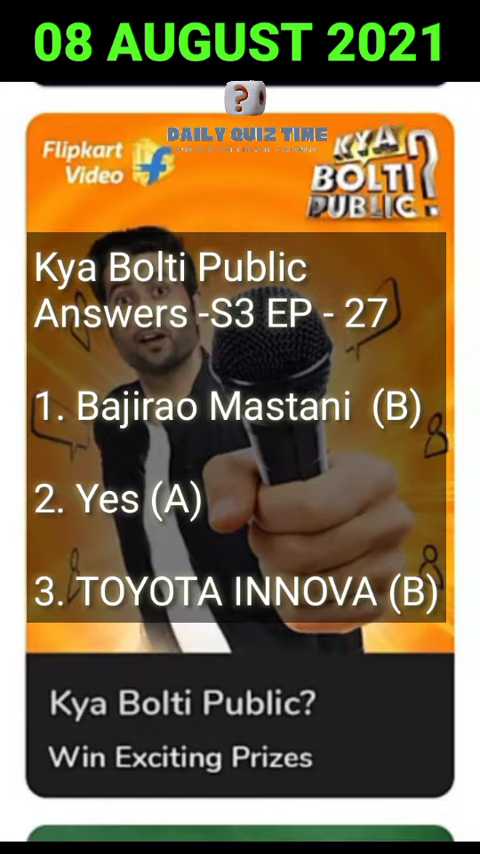 08 AUGUST 2021
?
DAILY QUIZ TIME
Flipkart
Video
KYA
BOLTI
PUBLIC ?
Kya Bolti Public
Answers -S3 EP - 27
1. Bajirao Mastani (B)
2. Yes (A)
3. TOYOTA INNOVA (B)
Kya Bolti Public?
Win Exciting Prizes